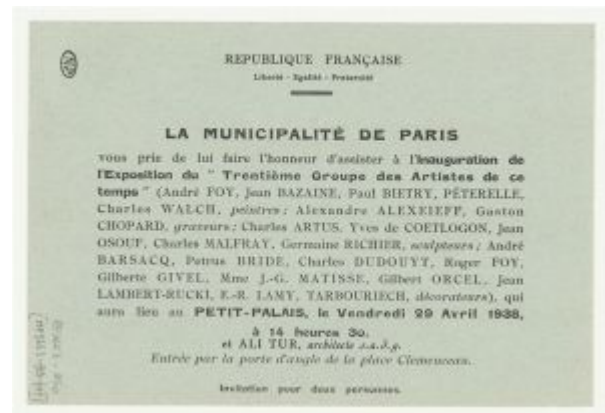 REPUBLIQUE FRANÇAISE
Liberté - Egalité - Fraternité
LA MUNICIPALITÉ DE PARIS
vous prie de lui faire l'honneur d'assister à l'Inauguration de
l'Exposition du " Trentième Groupe des Artistes de ce
temps " (André FOY, Jean BAZAINE, Paul BIETRY, PÉTERELLE,
Charles WALCH, peintres ; Alexandre ALEXEIEFF, Gaston
CHOPARD, graveurs ; Charles ARTUS, Yves de COETLOGON, Jean
OSOUF, Charles MALFRAY, Germaine RICHIER, sculpteurs ; André
BARSACQ, Petrus BRIDE, Charles DUDOUYT, Roger FOY,
Gilberte GIVEL, Mme J.-G. MATISSE, Gilbert ORCEL, Jean
LAMBERT-RUCKI, F.-R. LAMY, TARBOURIECH, décorateurs), qui
aura lieu au PETIT-PALAIS, le Vendredi 29 Avril 1938,
à 14 heures 30.
et ALI TUR, architecte s.a.d.g.
Entrée par la porte d'angle de la place Clemenceau.
Invitation pour deux personnes.